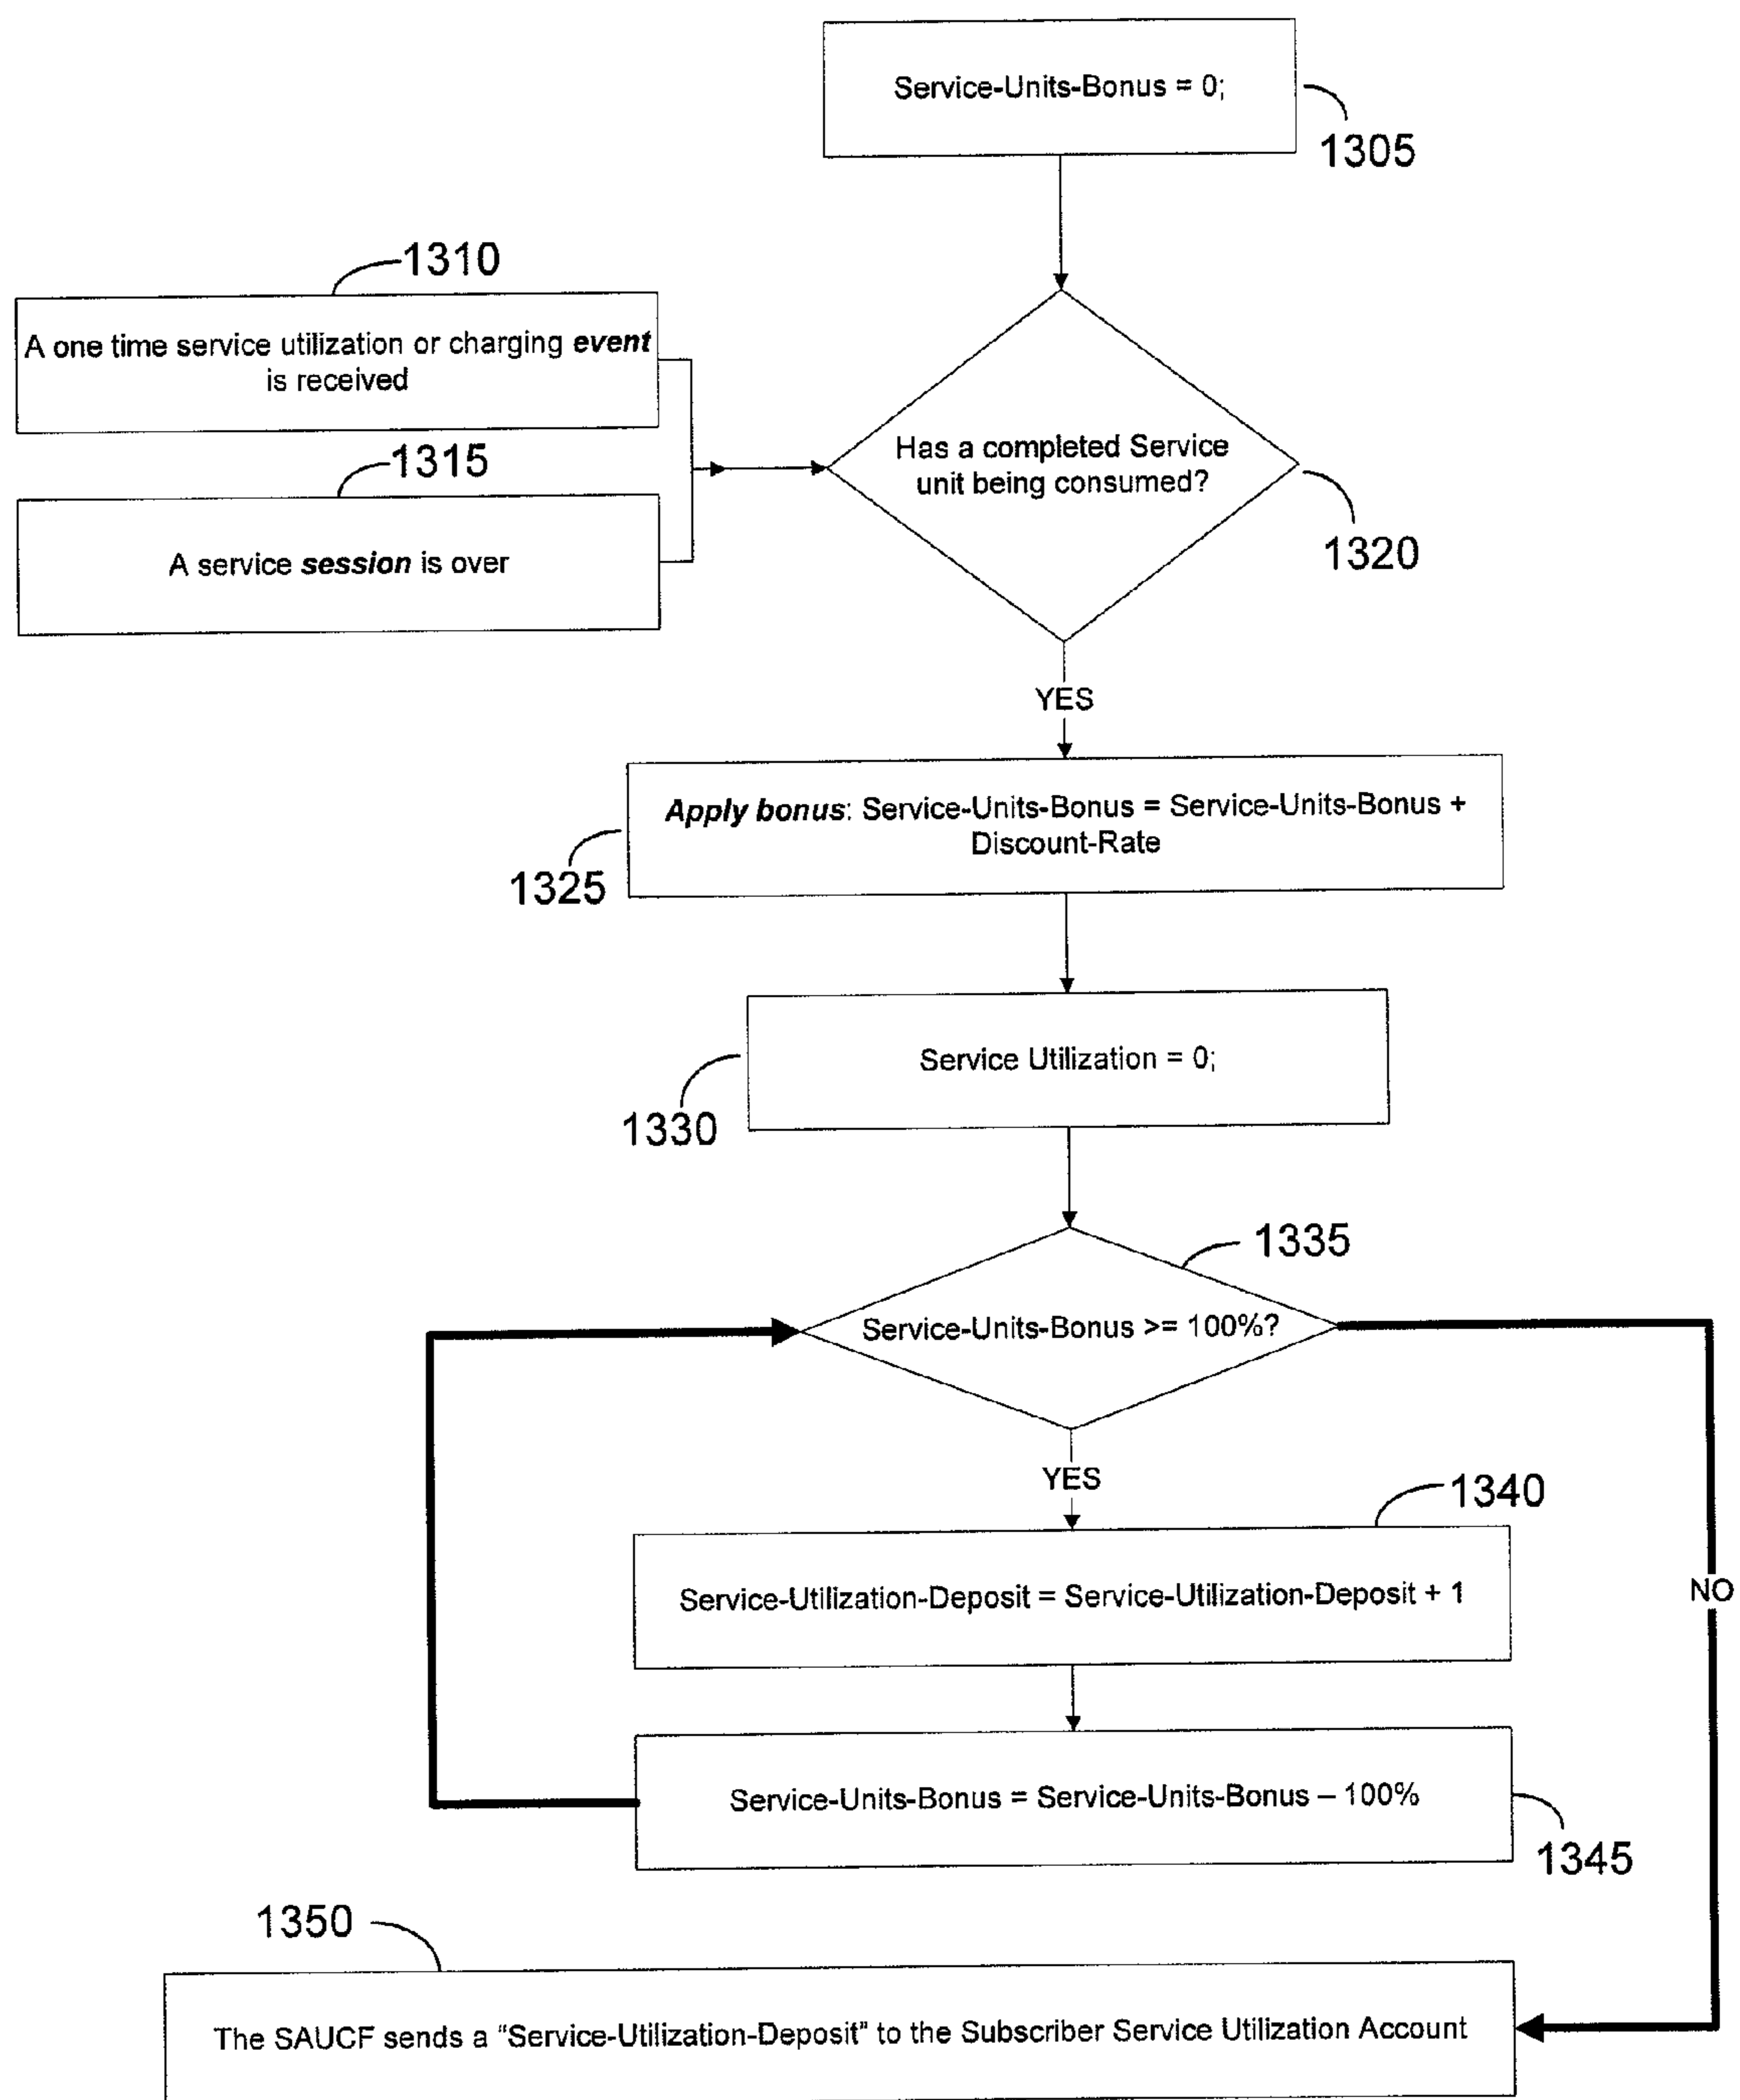 Service-Units-Bonus = 0;
1305
1310
A one time service utilization or charging event
is received
1315
A service session is over
Has a completed Service
unit being consumed?
1320
YES
Apply bonus: Service-Units-Bonus = Service-Units-Bonus +
Discount-Rate
1325
Service Utilization = 0;
1330
1335
Service-Units-Bonus >= 100%?
YES
1340
Service-Utilization-Deposit = Service-Utilization-Deposit + 1
NO
Service-Units-Bonus = Service-Units-Bonus – 100%
1345
1350
The SAUCF sends a "Service-Utilization-Deposit" to the Subscriber Service Utilization Account